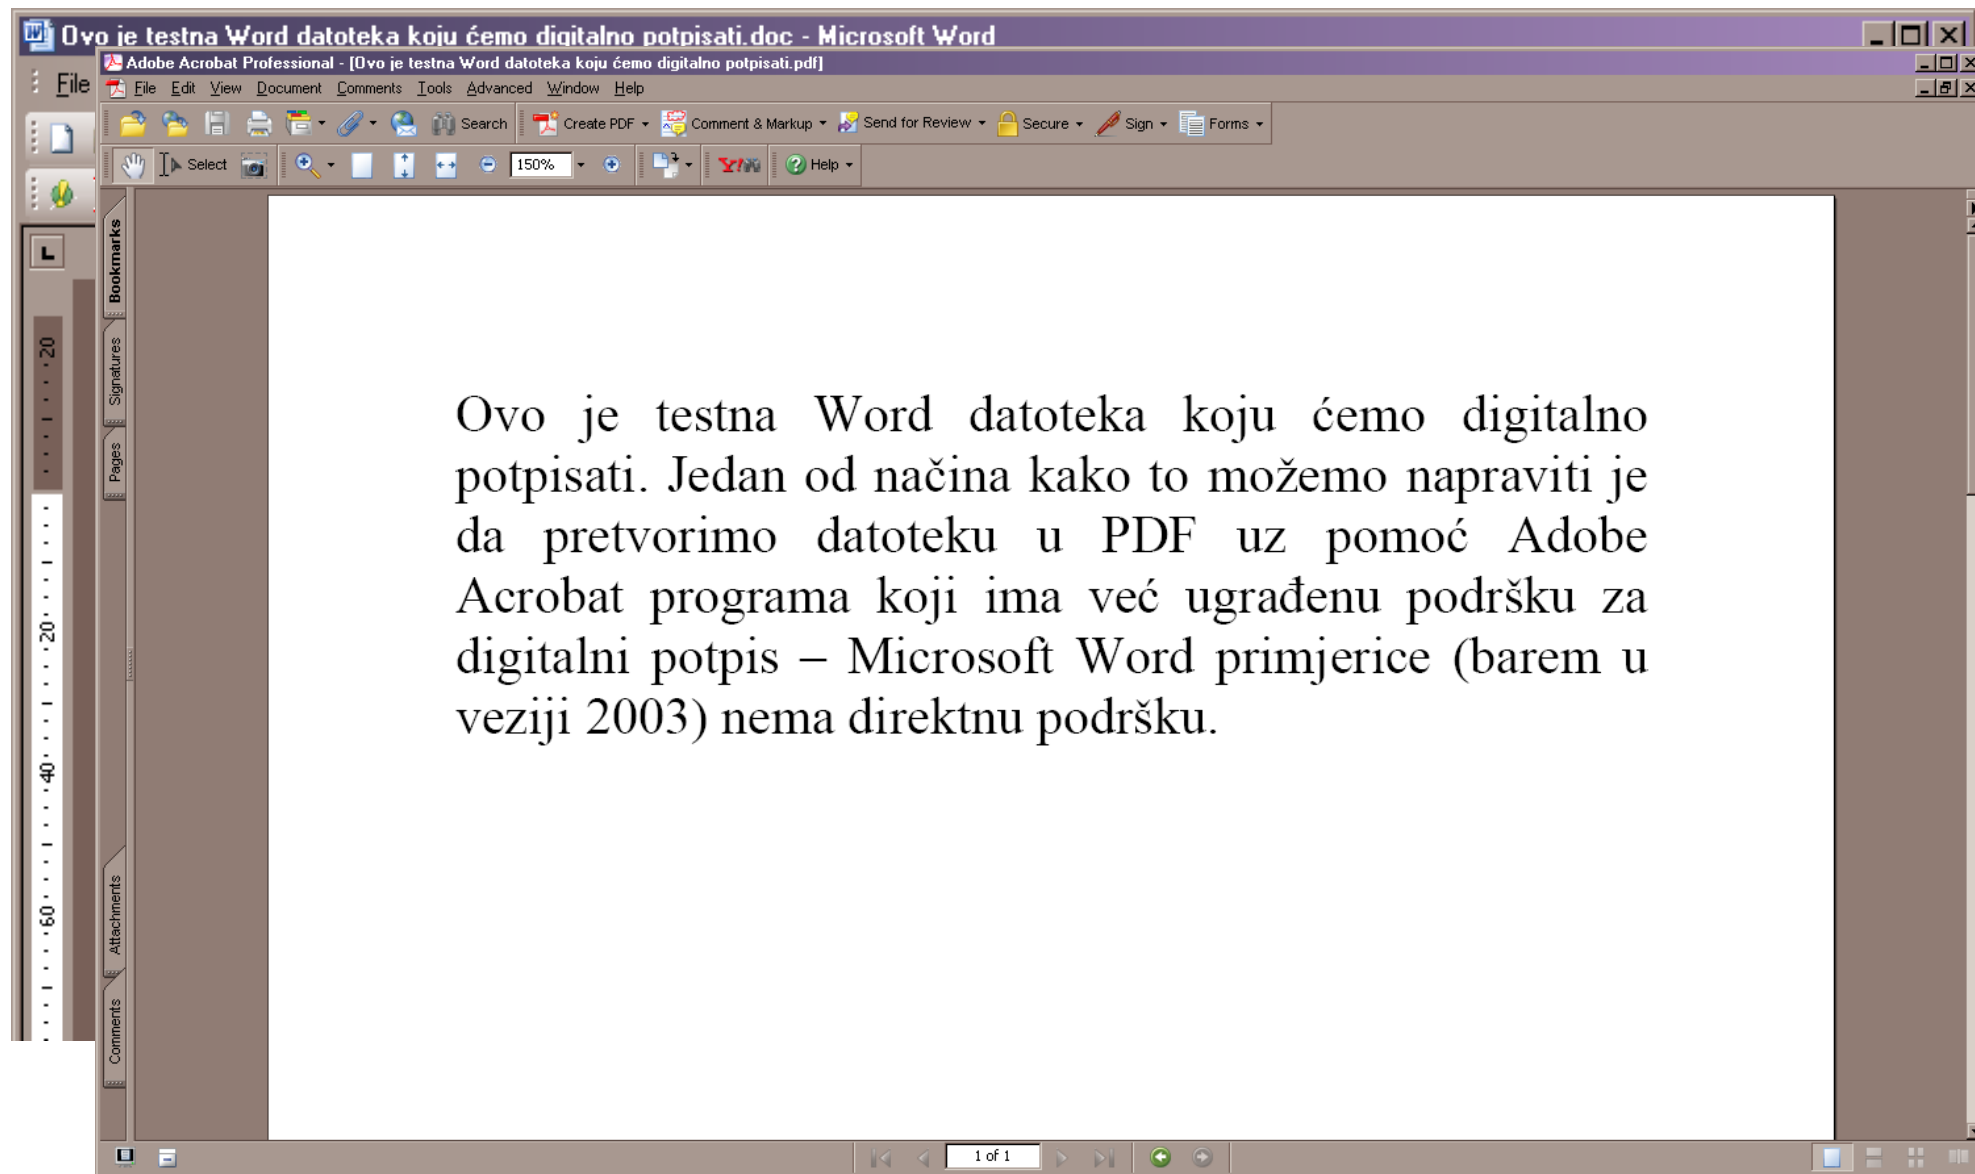 Ovo je testna Word datoteka koju ćemo digitalno potpisati.doc - Microsoft Word
Adobe Acrobat Professional - [Ovo je testna Word datoteka koju ćemo digitalno potpisati.pdf]
File
File Edit View Document Comments Tools Advanced Window Help
Search Create PDF Comment & Markup Send for Review Secure Sign Forms
Select 150% Y! Help
L
Bookmarks
Signatures
Pages
Attachments
Comments
20
20
40
60
Ovo je testna Word datoteka koju ćemo digitalno
potpisati. Jedan od načina kako to možemo napraviti je
da pretvorimo datoteku u PDF uz pomoć Adobe
Acrobat programa koji ima već ugrađenu podršku za
digitalni potpis – Microsoft Word primjerice (barem u
veziji 2003) nema direktnu podršku.
1 of 1